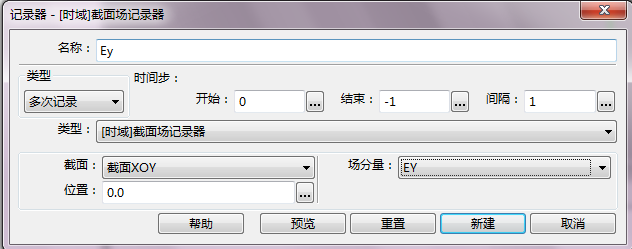 记录器 - [时域]截面场记录器
名称： Ey
类型 时间步：
多次记录 开始： 0 ... 结束： -1 ... 间隔： 1 ...
类型： [时域]截面场记录器
截面： 截面XOY 场分量： EY
位置： 0.0 ...
帮助 预览 重置 新建 取消